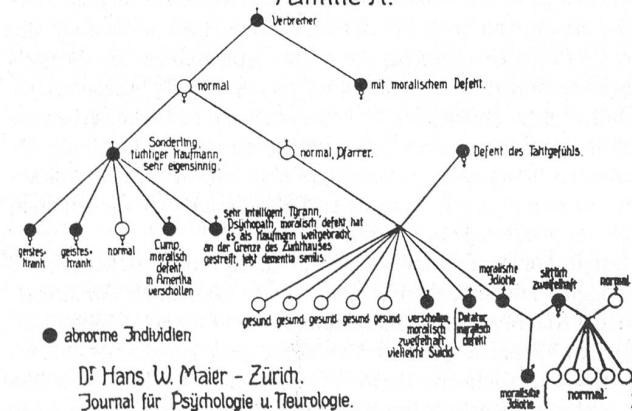 Familie A.
Verbrecher
normal
mit moralischem Defekt.
Sonderling,
tüchtiger Kaufmann,
sehr eigensinnig.
normal, Pfarrer.
Defekt des Taktgefühls.
geistes-
krank
geistes-
krank
normal
Lump,
moralisch
defekt,
in Amerika
verschollen
sehr intelligent, Tyrann,
Psychopath, moralisch defekt, hat
es als Kaufmann weitgebracht,
an der Grenze des Zuchthauses
gestreift, jetzt dementia senilis.
gesund
gesund
gesund
gesund
gesund
verschollen,
moralisch
zweifelhaft,
vielleicht Suicid.
moralisch
defekt
moralische
Idiotie
sittlich
zweifelhaft
normal
moralische
Idiotie
normal.
abnorme Individien
Dr Hans W. Maier - Zürich.
Journal für Psychologie u. Neurologie.